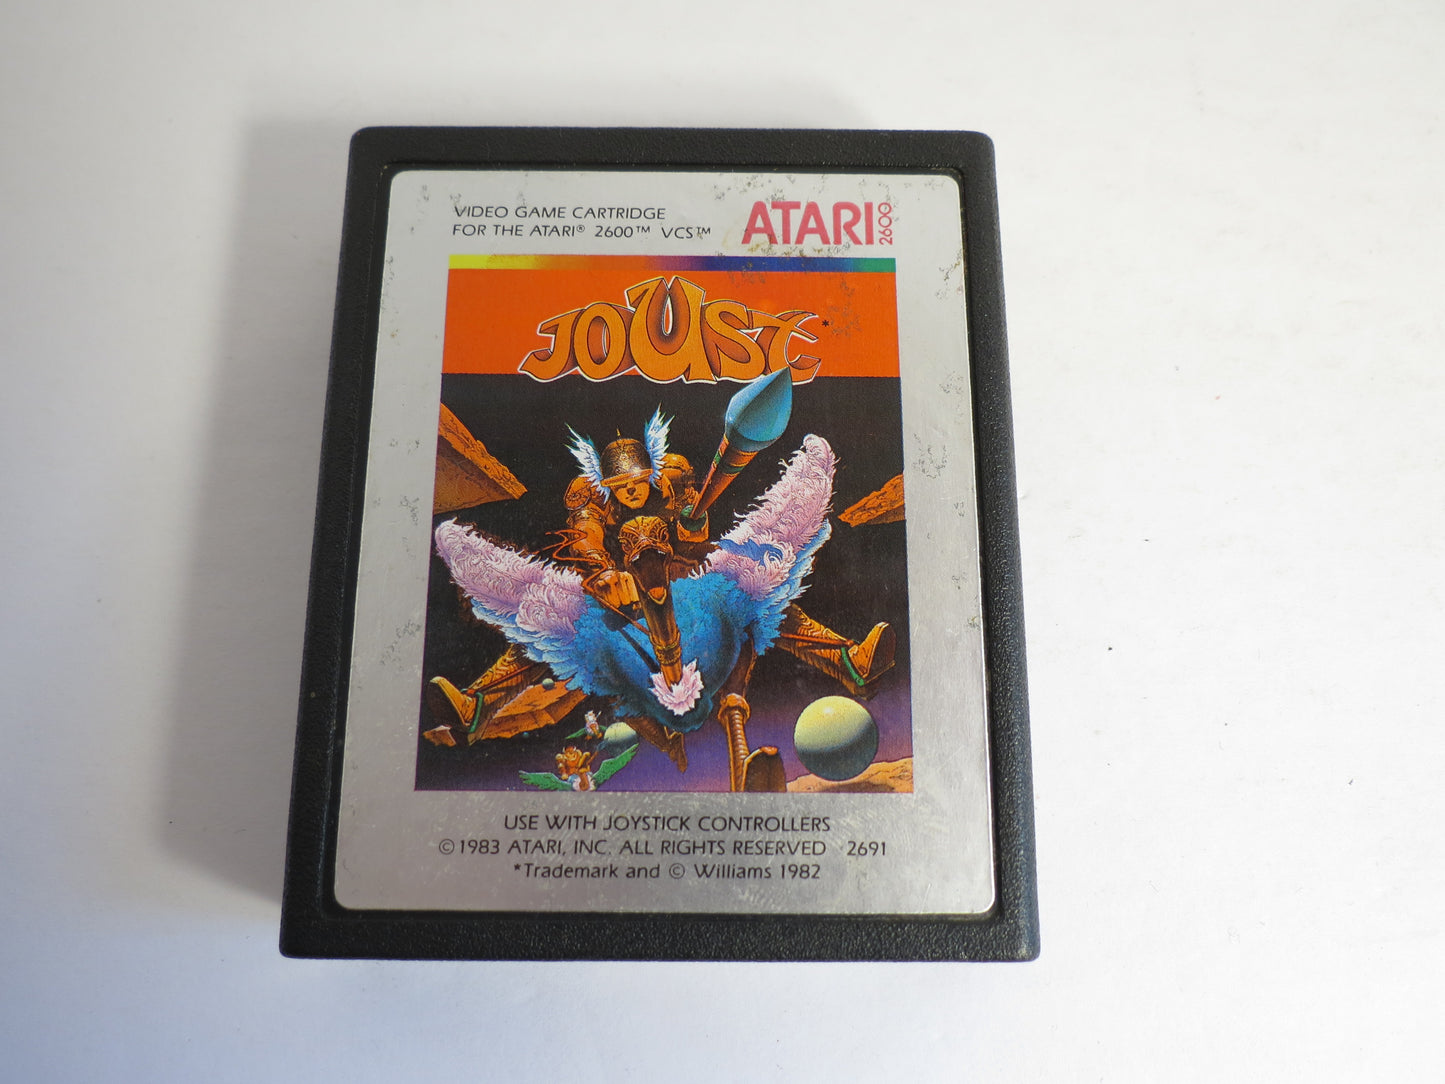 VIDEO GAME CARTRIDGE
FOR THE ATARI® 2600™ VCS™
ATARI 2600
JOUST*
USE WITH JOYSTICK CONTROLLERS
©1983 ATARI, INC. ALL RIGHTS RESERVED 2691
*Trademark and © Williams 1982